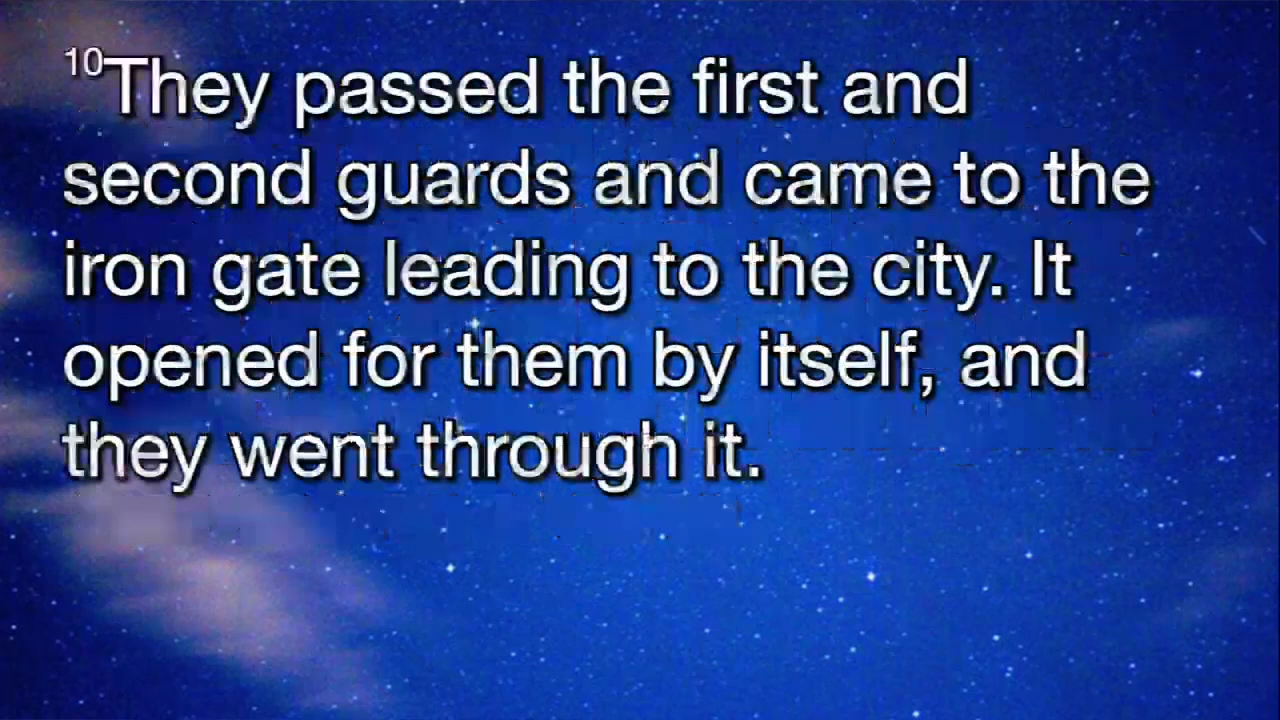 10They passed the first and
second guards and came to the
iron gate leading to the city. It
opened for them by itself, and
they went through it.